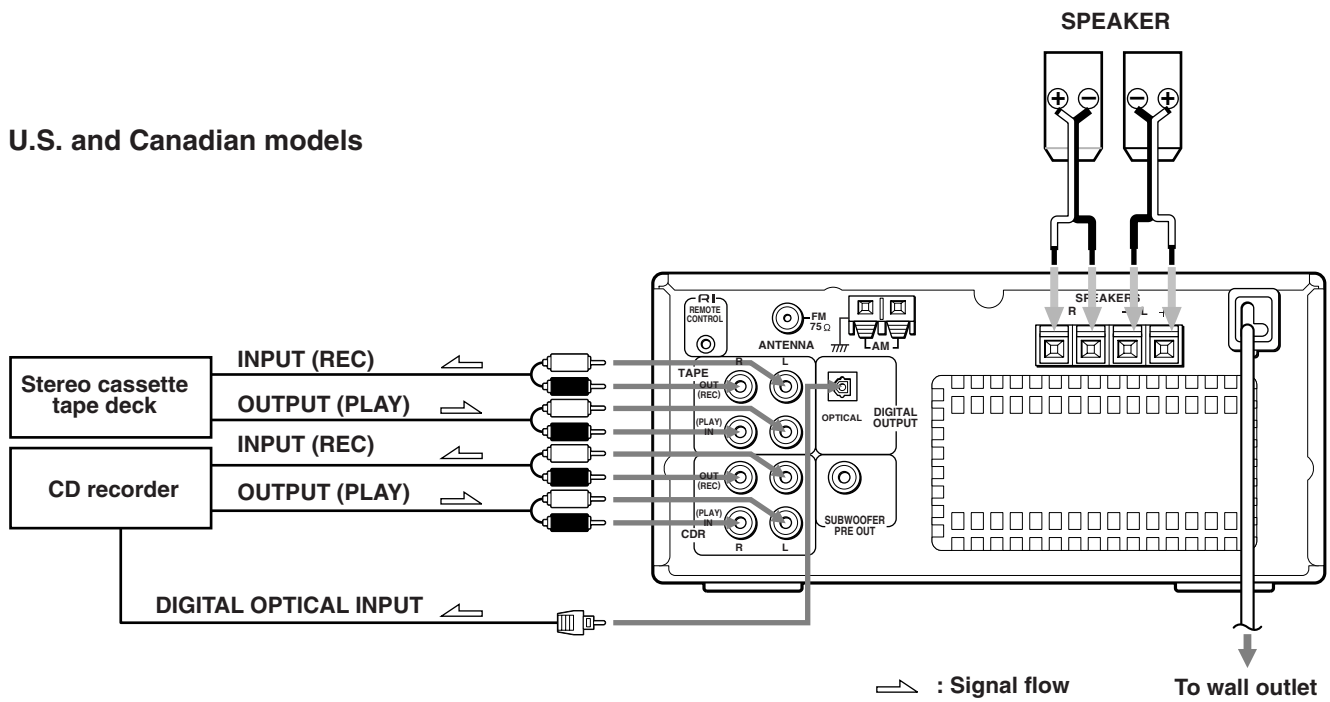 SPEAKER
+ − − +
U.S. and Canadian models
RI
REMOTE
CONTROL
FM
75 Ω
ANTENNA
AM
SPEAKERS
R - L +
R L
TAPE
OUT
(REC)
(PLAY)
IN
OPTICAL
DIGITAL
OUTPUT
OUT
(REC)
(PLAY)
IN
CDR
R L
SUBWOOFER
PRE OUT
Stereo cassette
tape deck
INPUT (REC)
OUTPUT (PLAY)
CD recorder
INPUT (REC)
OUTPUT (PLAY)
DIGITAL OPTICAL INPUT
: Signal flow
To wall outlet